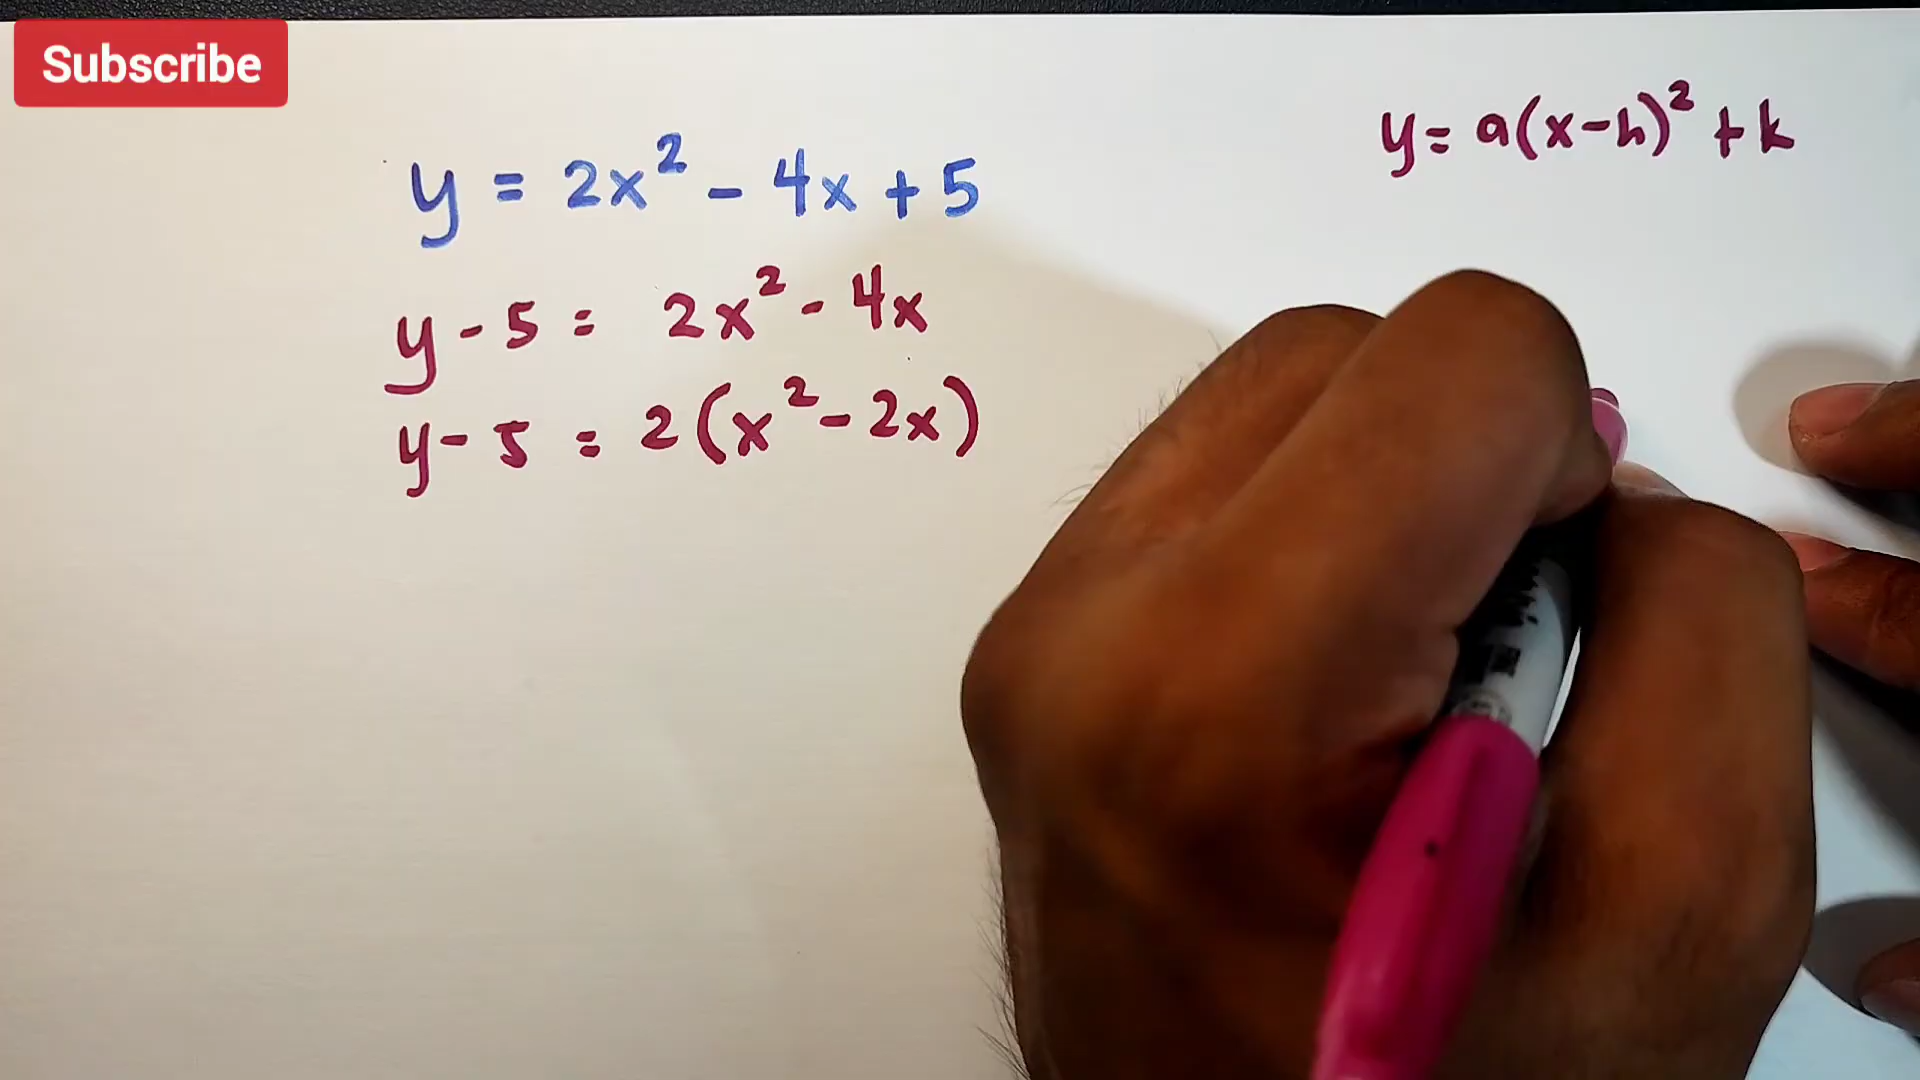 Subscribe
y = a(x-h)² + k
y = 2x² - 4x + 5
y - 5 = 2x² - 4x
y - 5 = 2(x² - 2x)